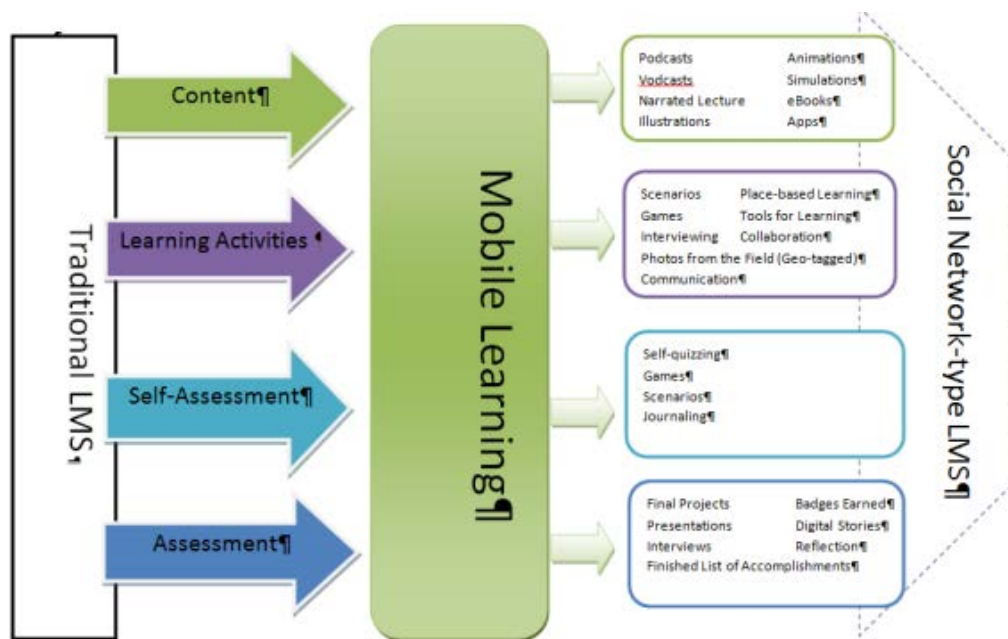 Traditional LMS¶
Content¶
Learning Activities ¶
Self-Assessment¶
Assessment¶
Mobile Learning¶
Podcasts Animations¶
Vodcasts Simulations¶
Narrated Lecture eBooks¶
Illustrations Apps¶
Scenarios Place-based Learning¶
Games Tools for Learning¶
Interviewing Collaboration¶
Photos from the Field (Geo-tagged)¶
Communication¶
Self-quizzing¶
Games¶
Scenarios¶
Journaling¶
Final Projects Badges Earned¶
Presentations Digital Stories¶
Interviews Reflection¶
Finished List of Accomplishments¶
Social Network-type LMS¶